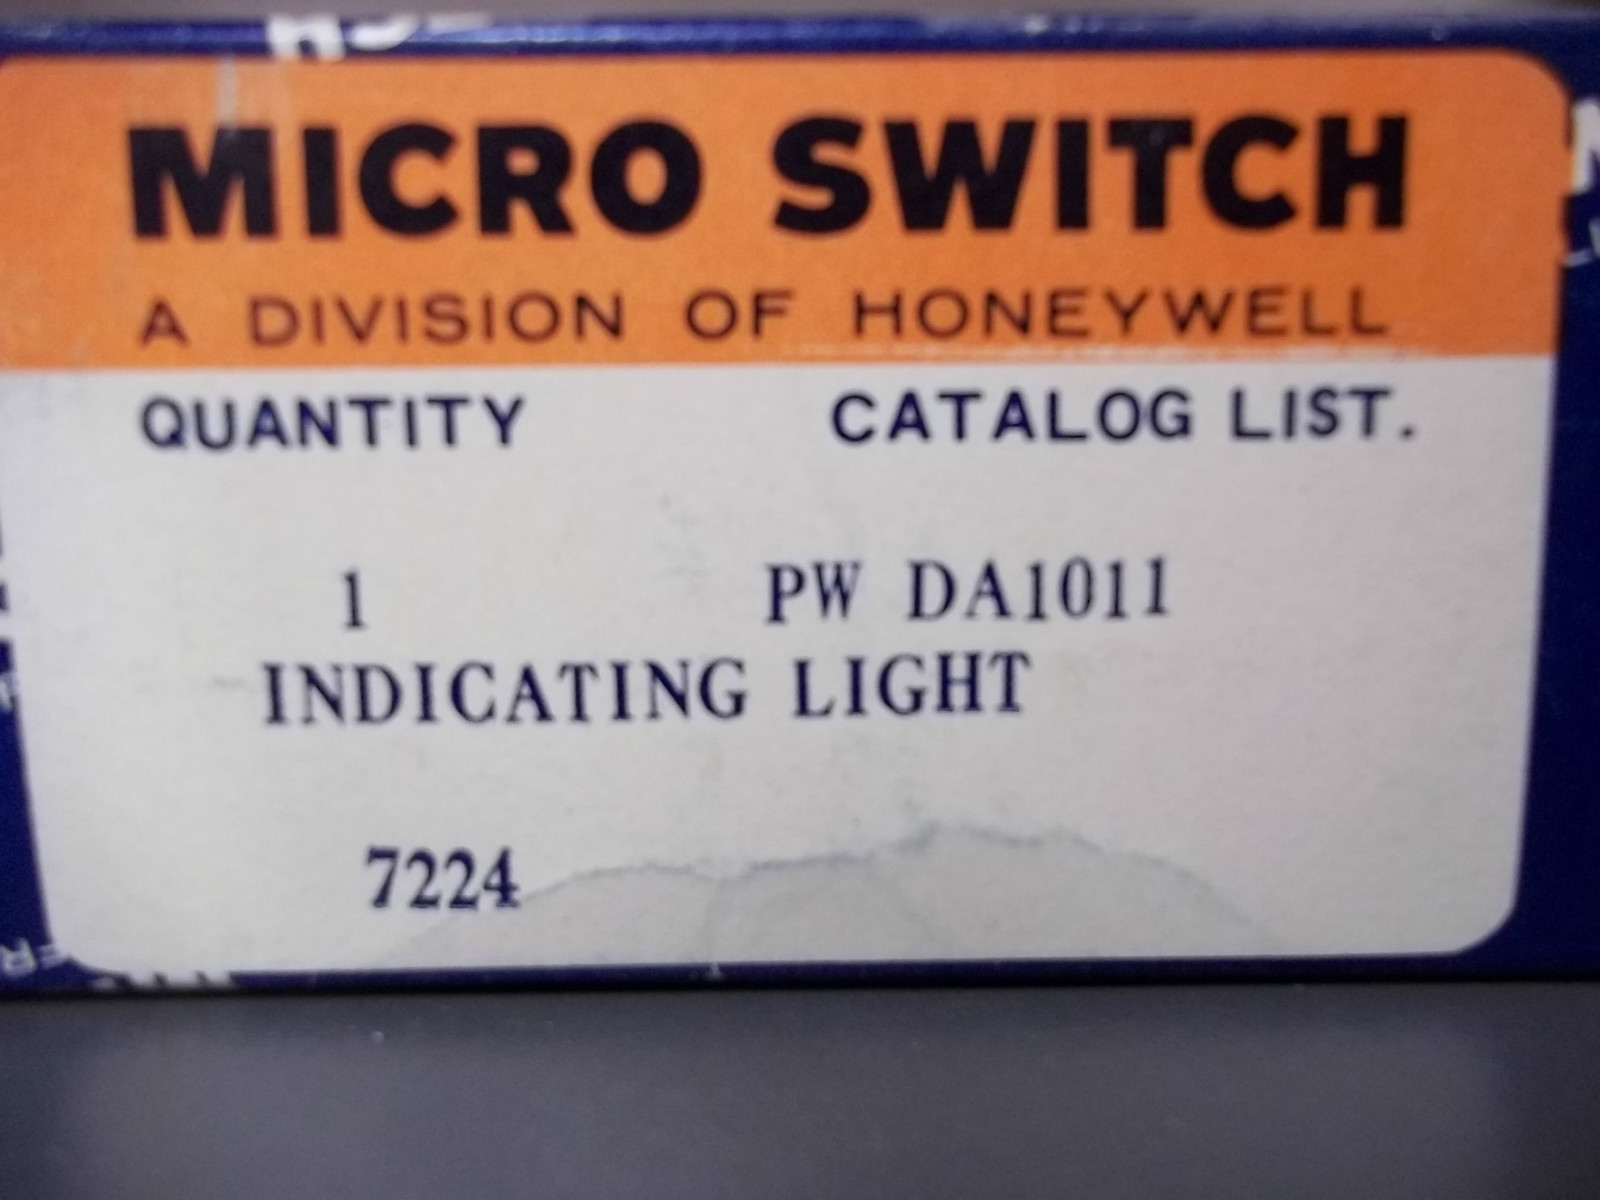 MICRO SWITCH
A DIVISION OF HONEYWELL
QUANTITY CATALOG LIST.
1 PW DA1011
INDICATING LIGHT
7224